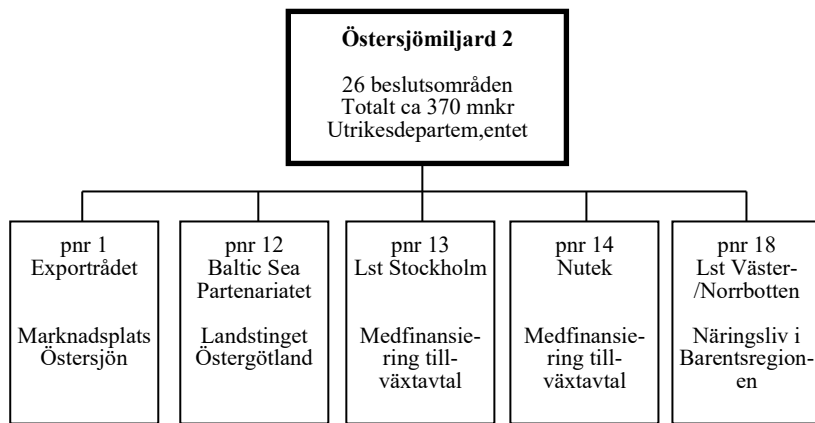 Östersjömiljard 2
26 beslutsområden
Totalt ca 370 mnkr
Utrikesdepartem,entet
pnr 1
Exportrådet
Marknadsplats
Östersjön
pnr 12
Baltic Sea
Partenariatet
Landstinget
Östergötland
pnr 13
Lst Stockholm
Medfinansie-
ring till-
växtavtal
pnr 14
Nutek
Medfinansie-
ring till-
växtavtal
pnr 18
Lst Väster-
/Norrbotten
Näringsliv i
Barentsregion-
en